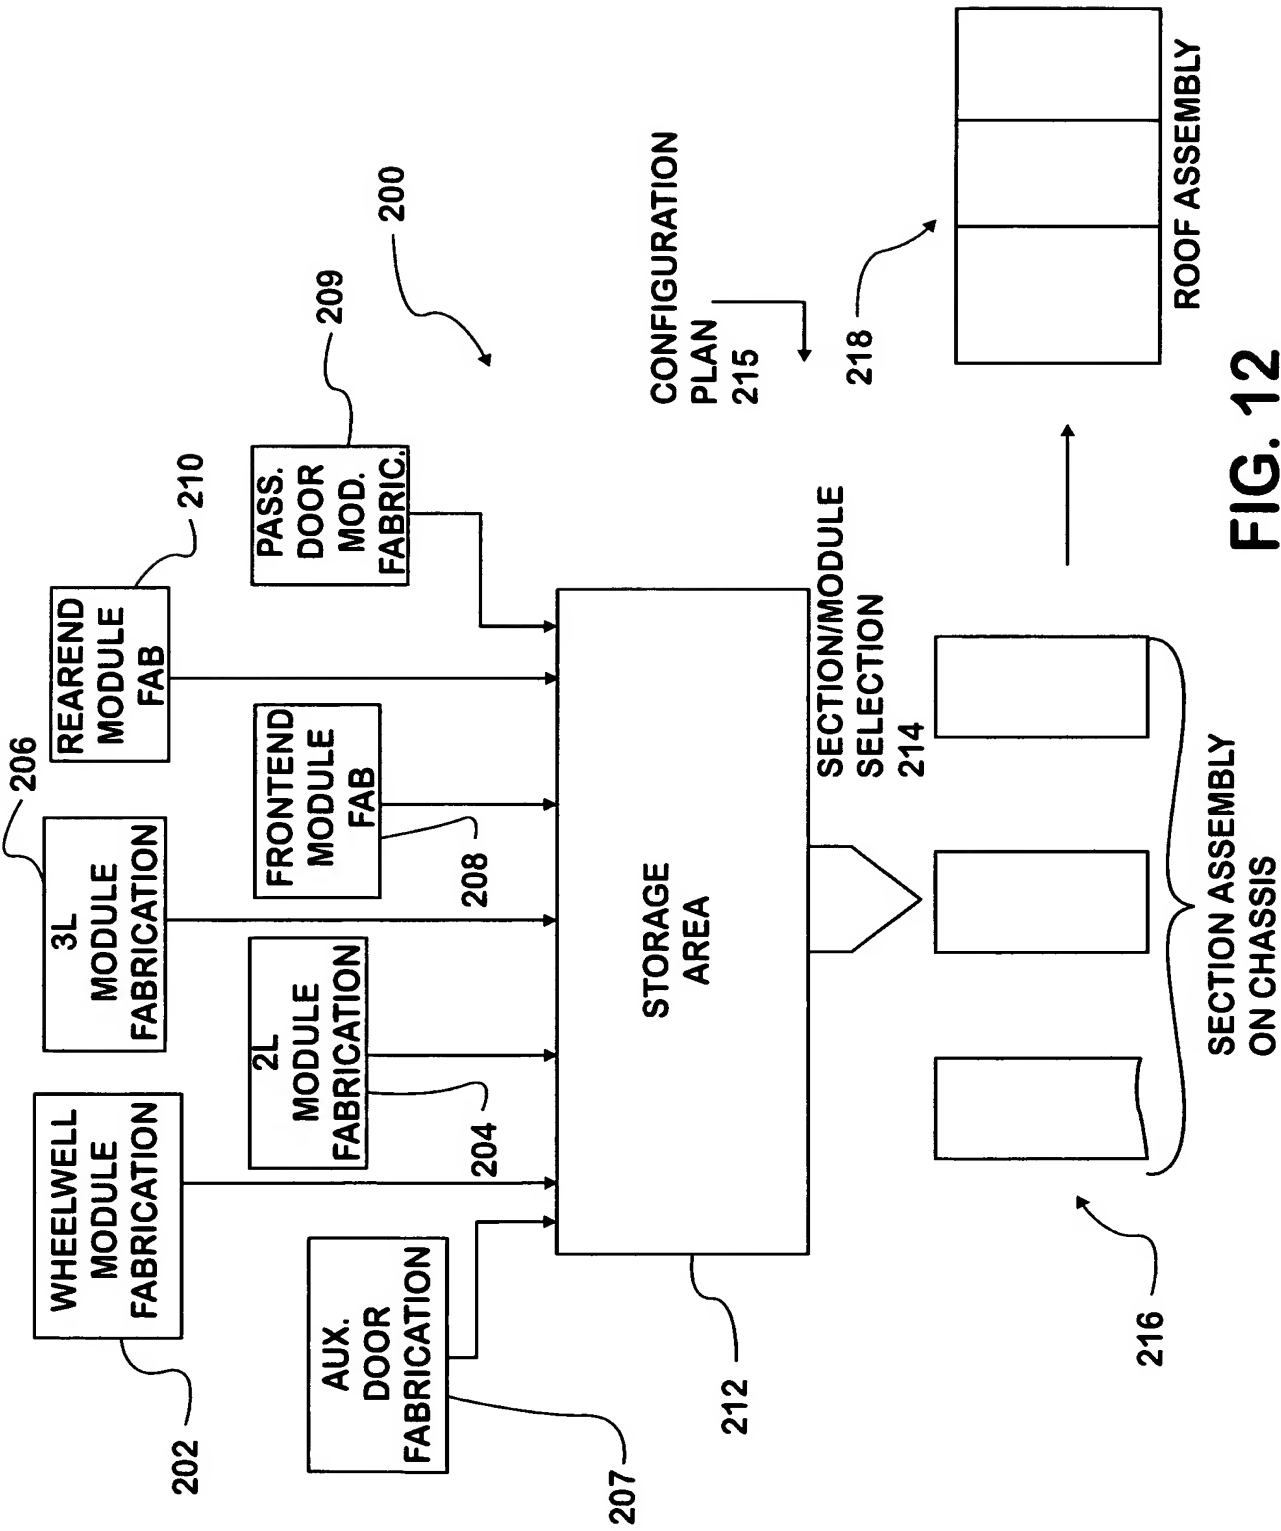 202
WHEELWELL
MODULE
FABRICATION
206
3L
MODULE
FABRICATION
REAREND
MODULE
FAB
210
207
AUX.
DOOR
FABRICATION
204
2L
MODULE
FABRICATION
208
FRONTEND
MODULE
FAB
PASS.
DOOR
MOD.
FABRIC.
209
200
212
STORAGE
AREA
CONFIGURATION
PLAN
215
SECTION/MODULE
SELECTION
214
216
SECTION ASSEMBLY
ON CHASSIS
218
ROOF ASSEMBLY
FIG. 12